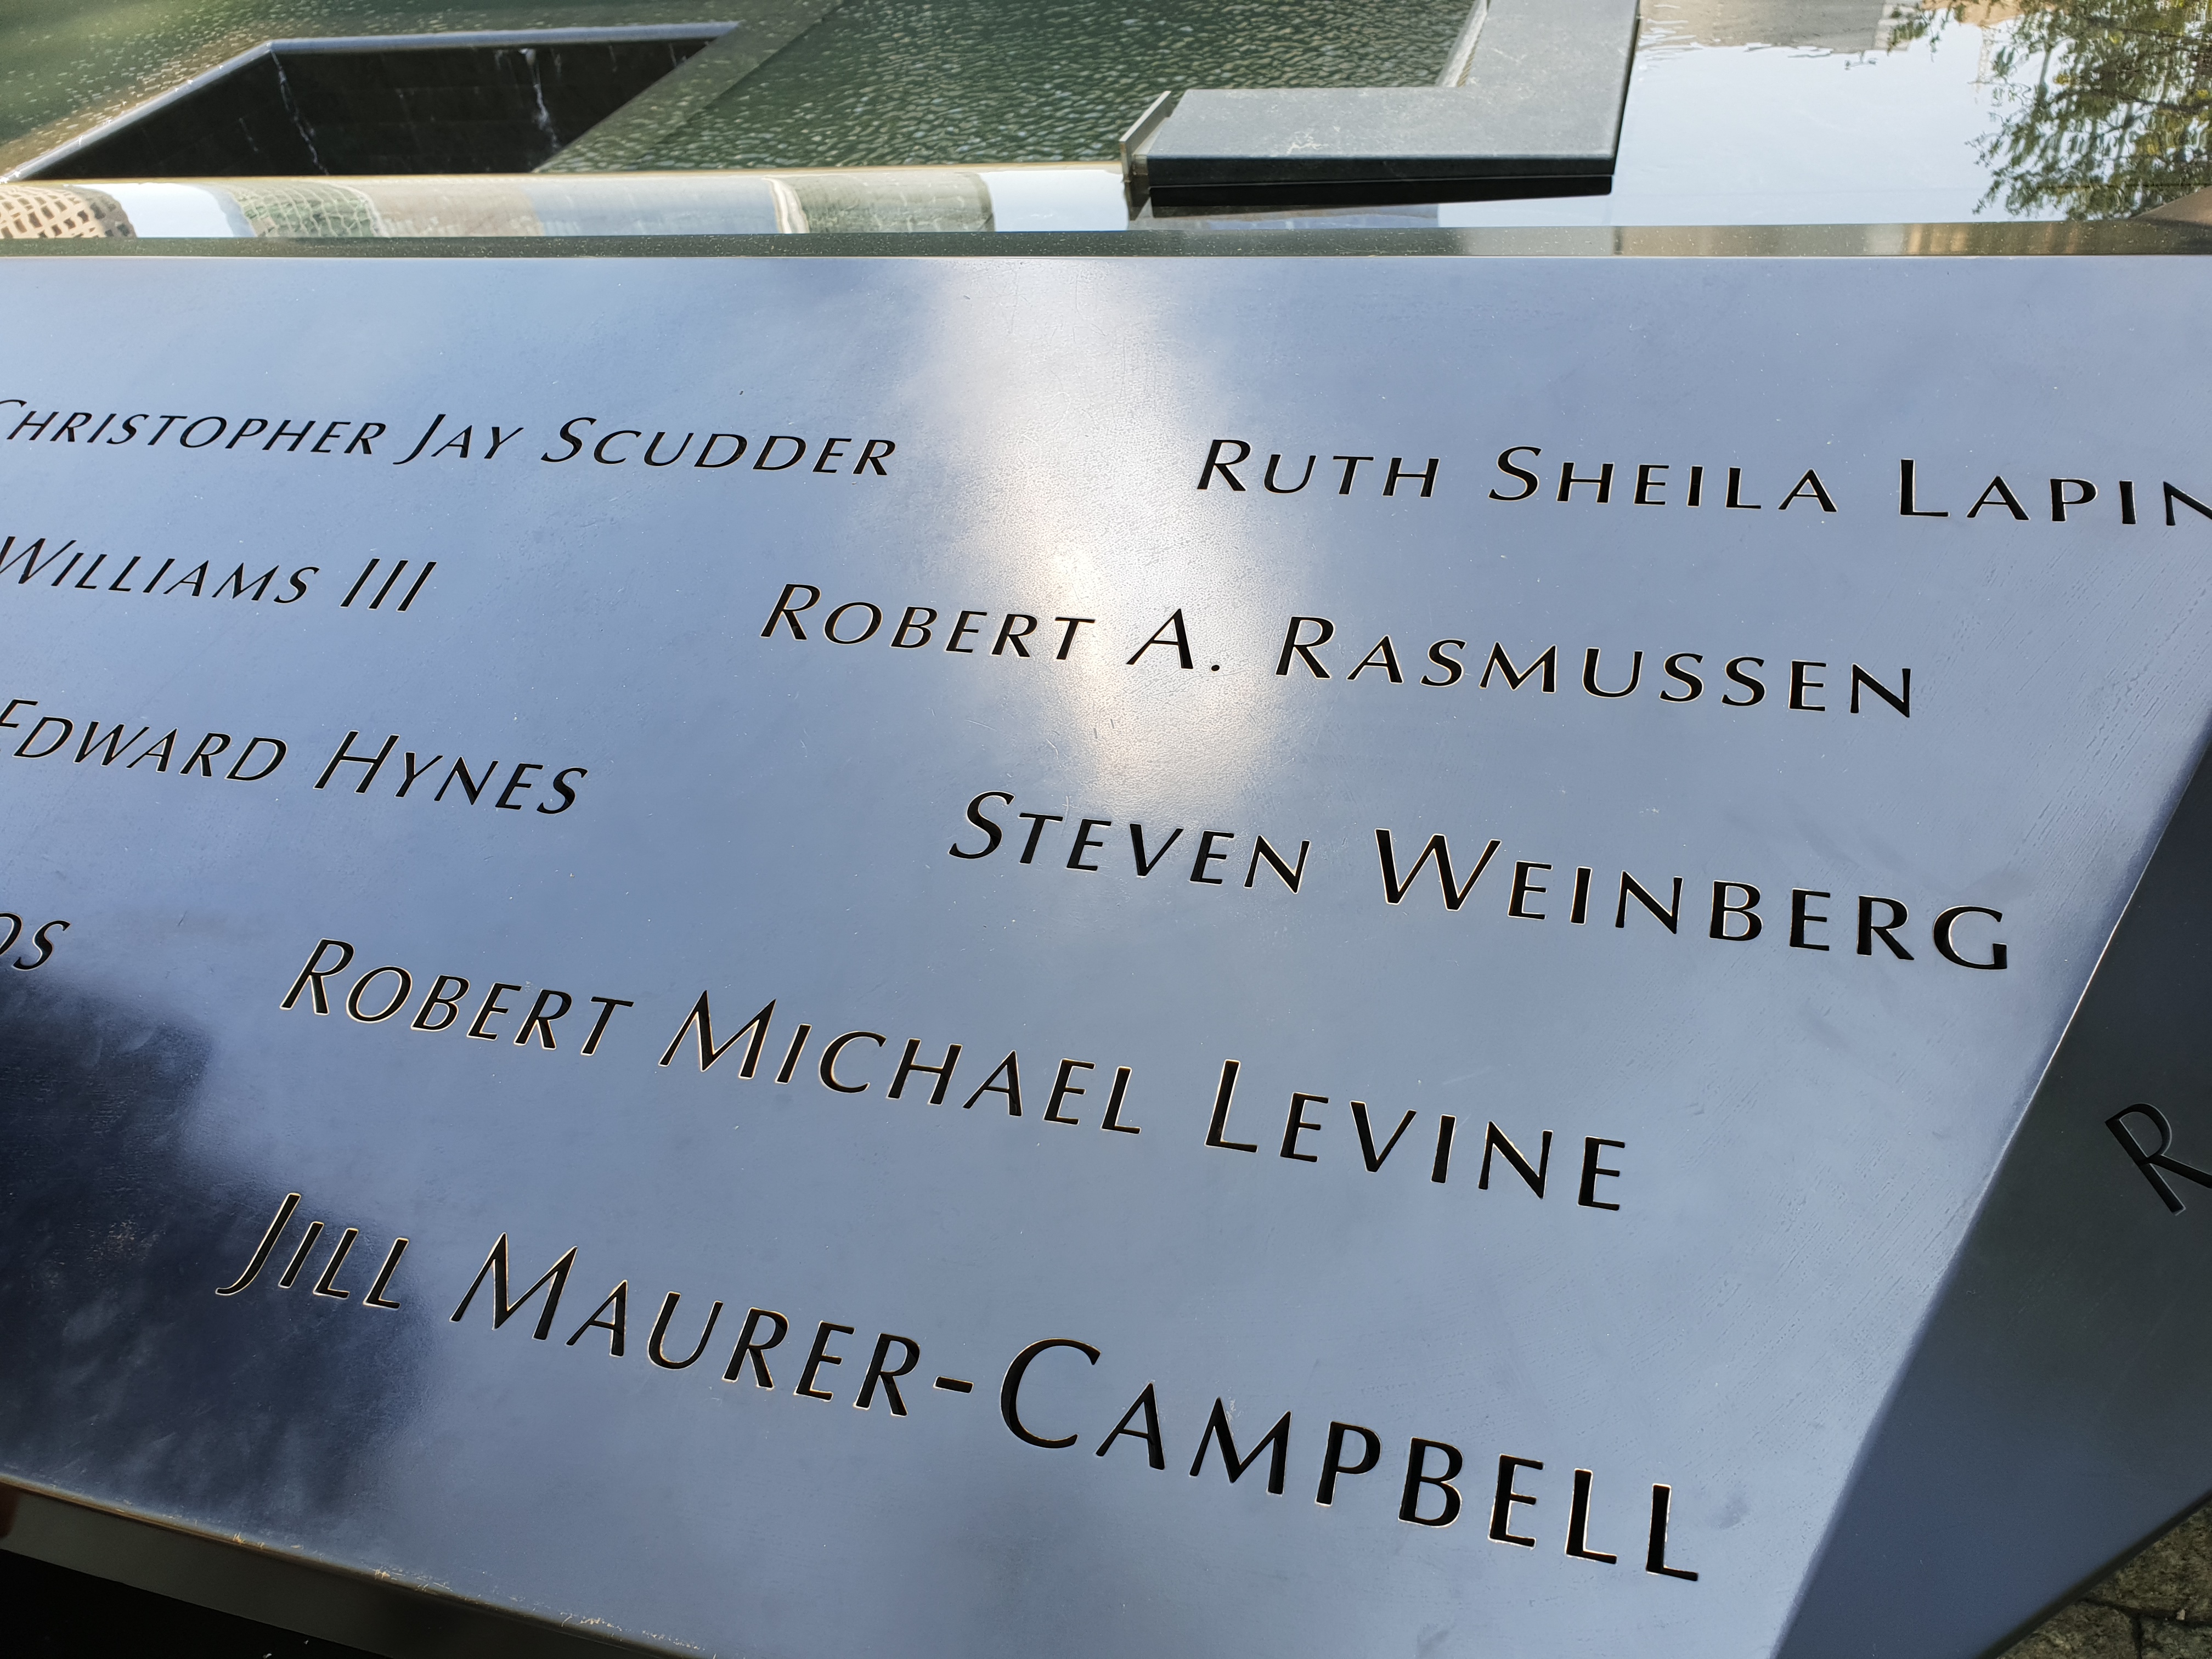 CHRISTOPHER JAY SCUDDER RUTH SHEILA LAPIN
WILLIAMS III ROBERT A. RASMUSSEN
EDWARD HYNES STEVEN WEINBERG
OS ROBERT MICHAEL LEVINE
JILL MAURER-CAMPBELL
R